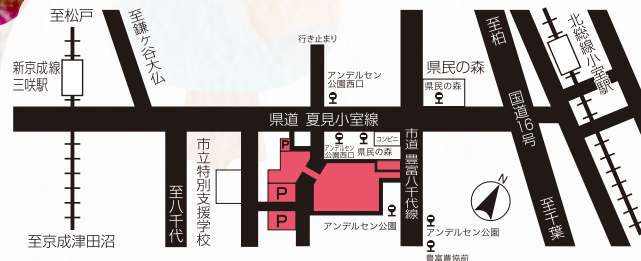 至松戸
至鎌ヶ谷大仏
新京成線
三咲駅
至京成津田沼
行き止まり
アンデルセン
公園西口
県民の森
県民の森
県道 夏見小室線
至柏
国道16号
至千葉
北総線小室駅
市立特別支援学校
至八千代
アンデルセン
公園西口
県民の森
コンビニ
市道 豊富八千代線
P
P
P
アンデルセン公園
アンデルセン公園
豊富農協前
N